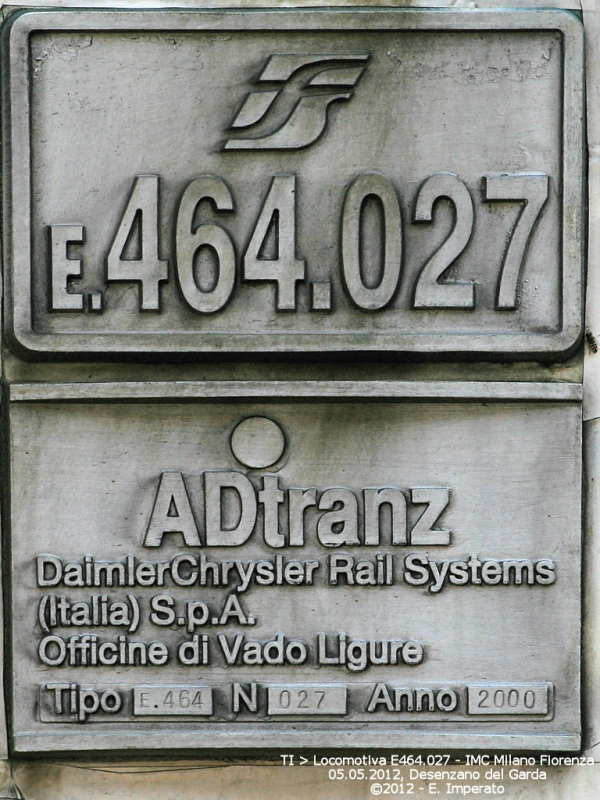 E.464.027
ADtranz
DaimlerChrysler Rail Systems
(Italia) S.p.A.
Officine di Vado Ligure
Tipo E.464 N 027 Anno 2000
TI > Locomotiva E464.027 - IMC Milano Fiorenza
05.05.2012, Desenzano del Garda
©2012 - E. Imperato